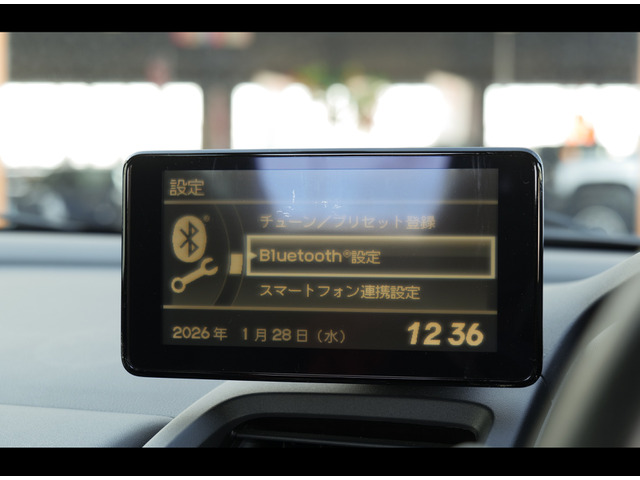 設定
チューン／プリセット登録
Bluetooth®設定
スマートフォン連携設定
2026年 1月28日（水） 12 36